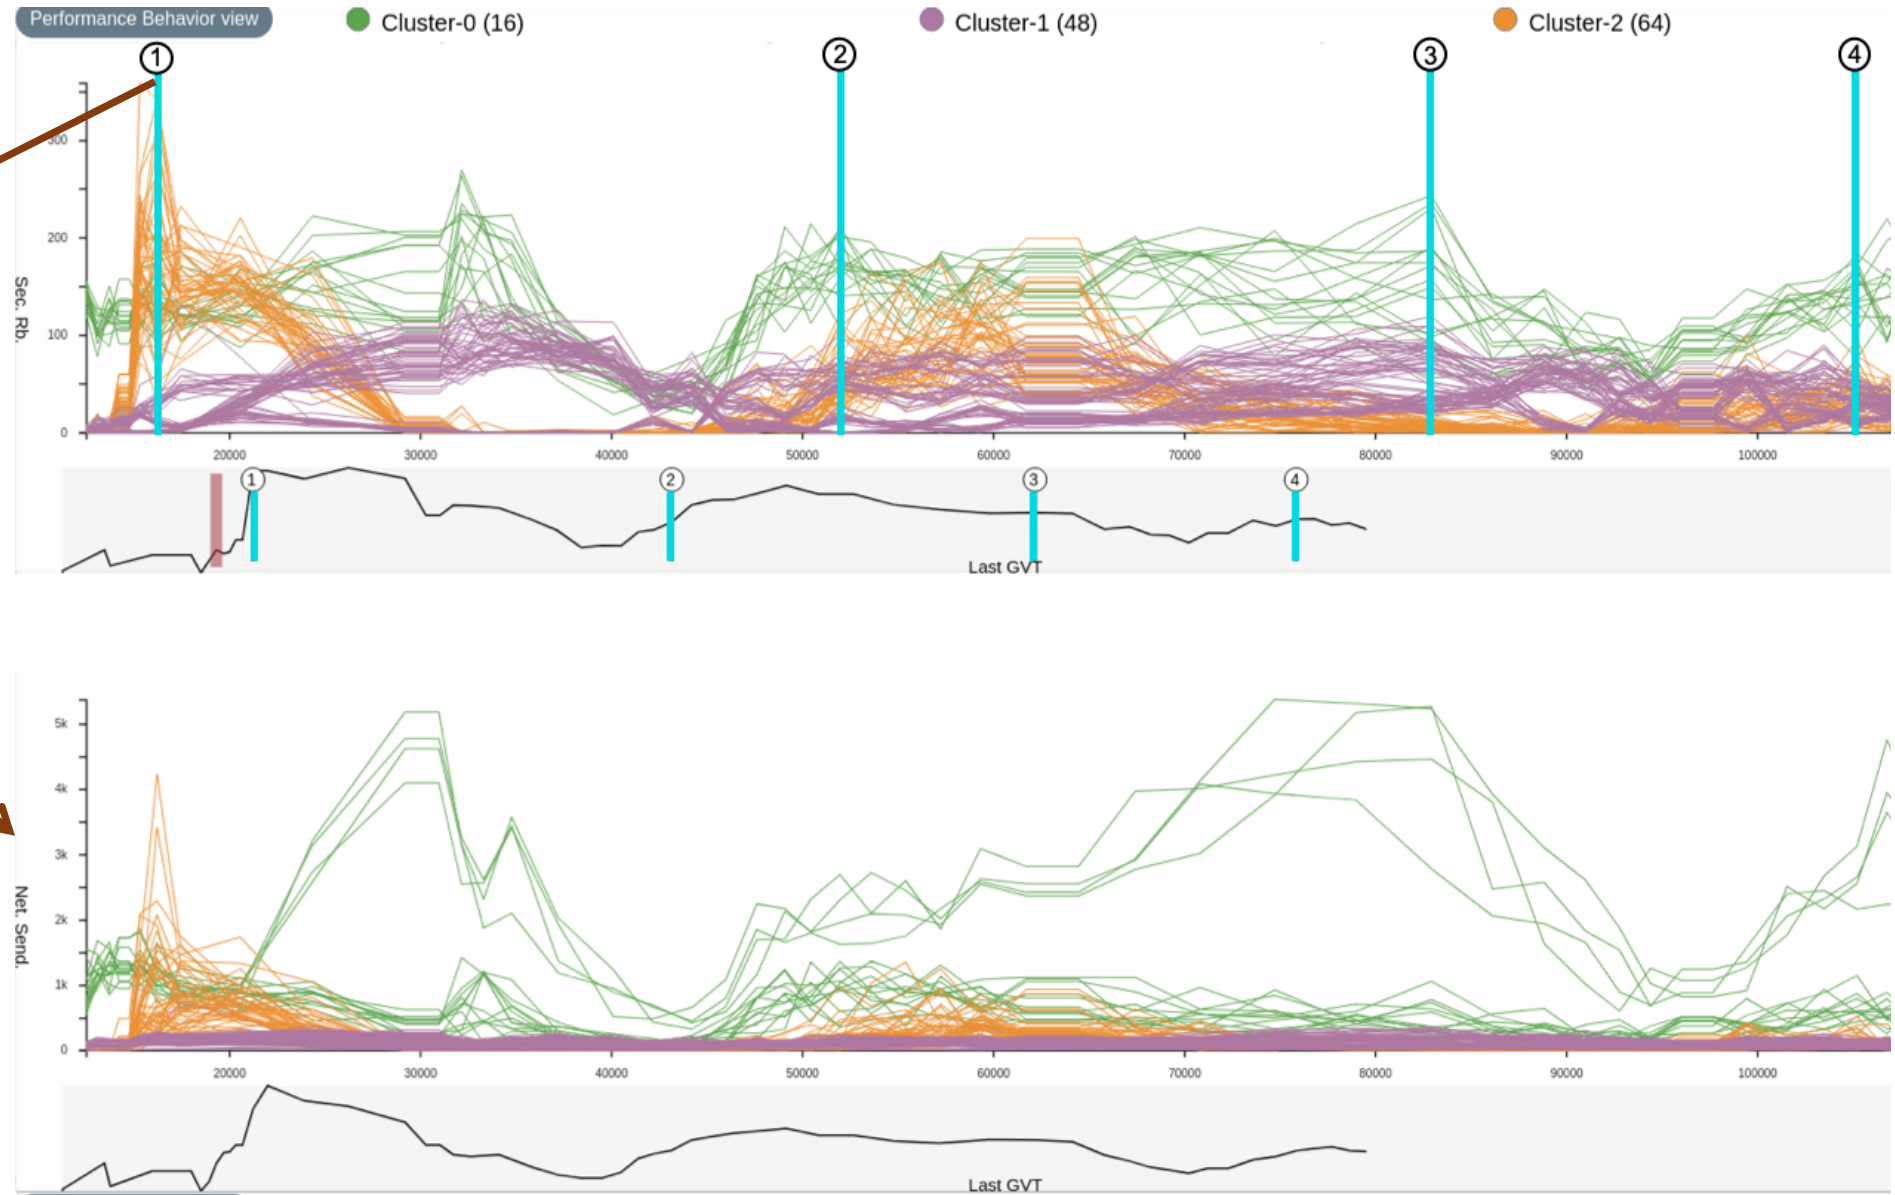 Performance Behavior view
Cluster-0 (16)
Cluster-1 (48)
Cluster-2 (64)
1
2
3
4
300
200
100
0
Sec. Rb.
20000
30000
40000
50000
60000
70000
80000
90000
100000
1
2
3
4
Last GVT
5k
4k
3k
2k
1k
0
Net. Send.
20000
30000
40000
50000
60000
70000
80000
90000
100000
Last GVT